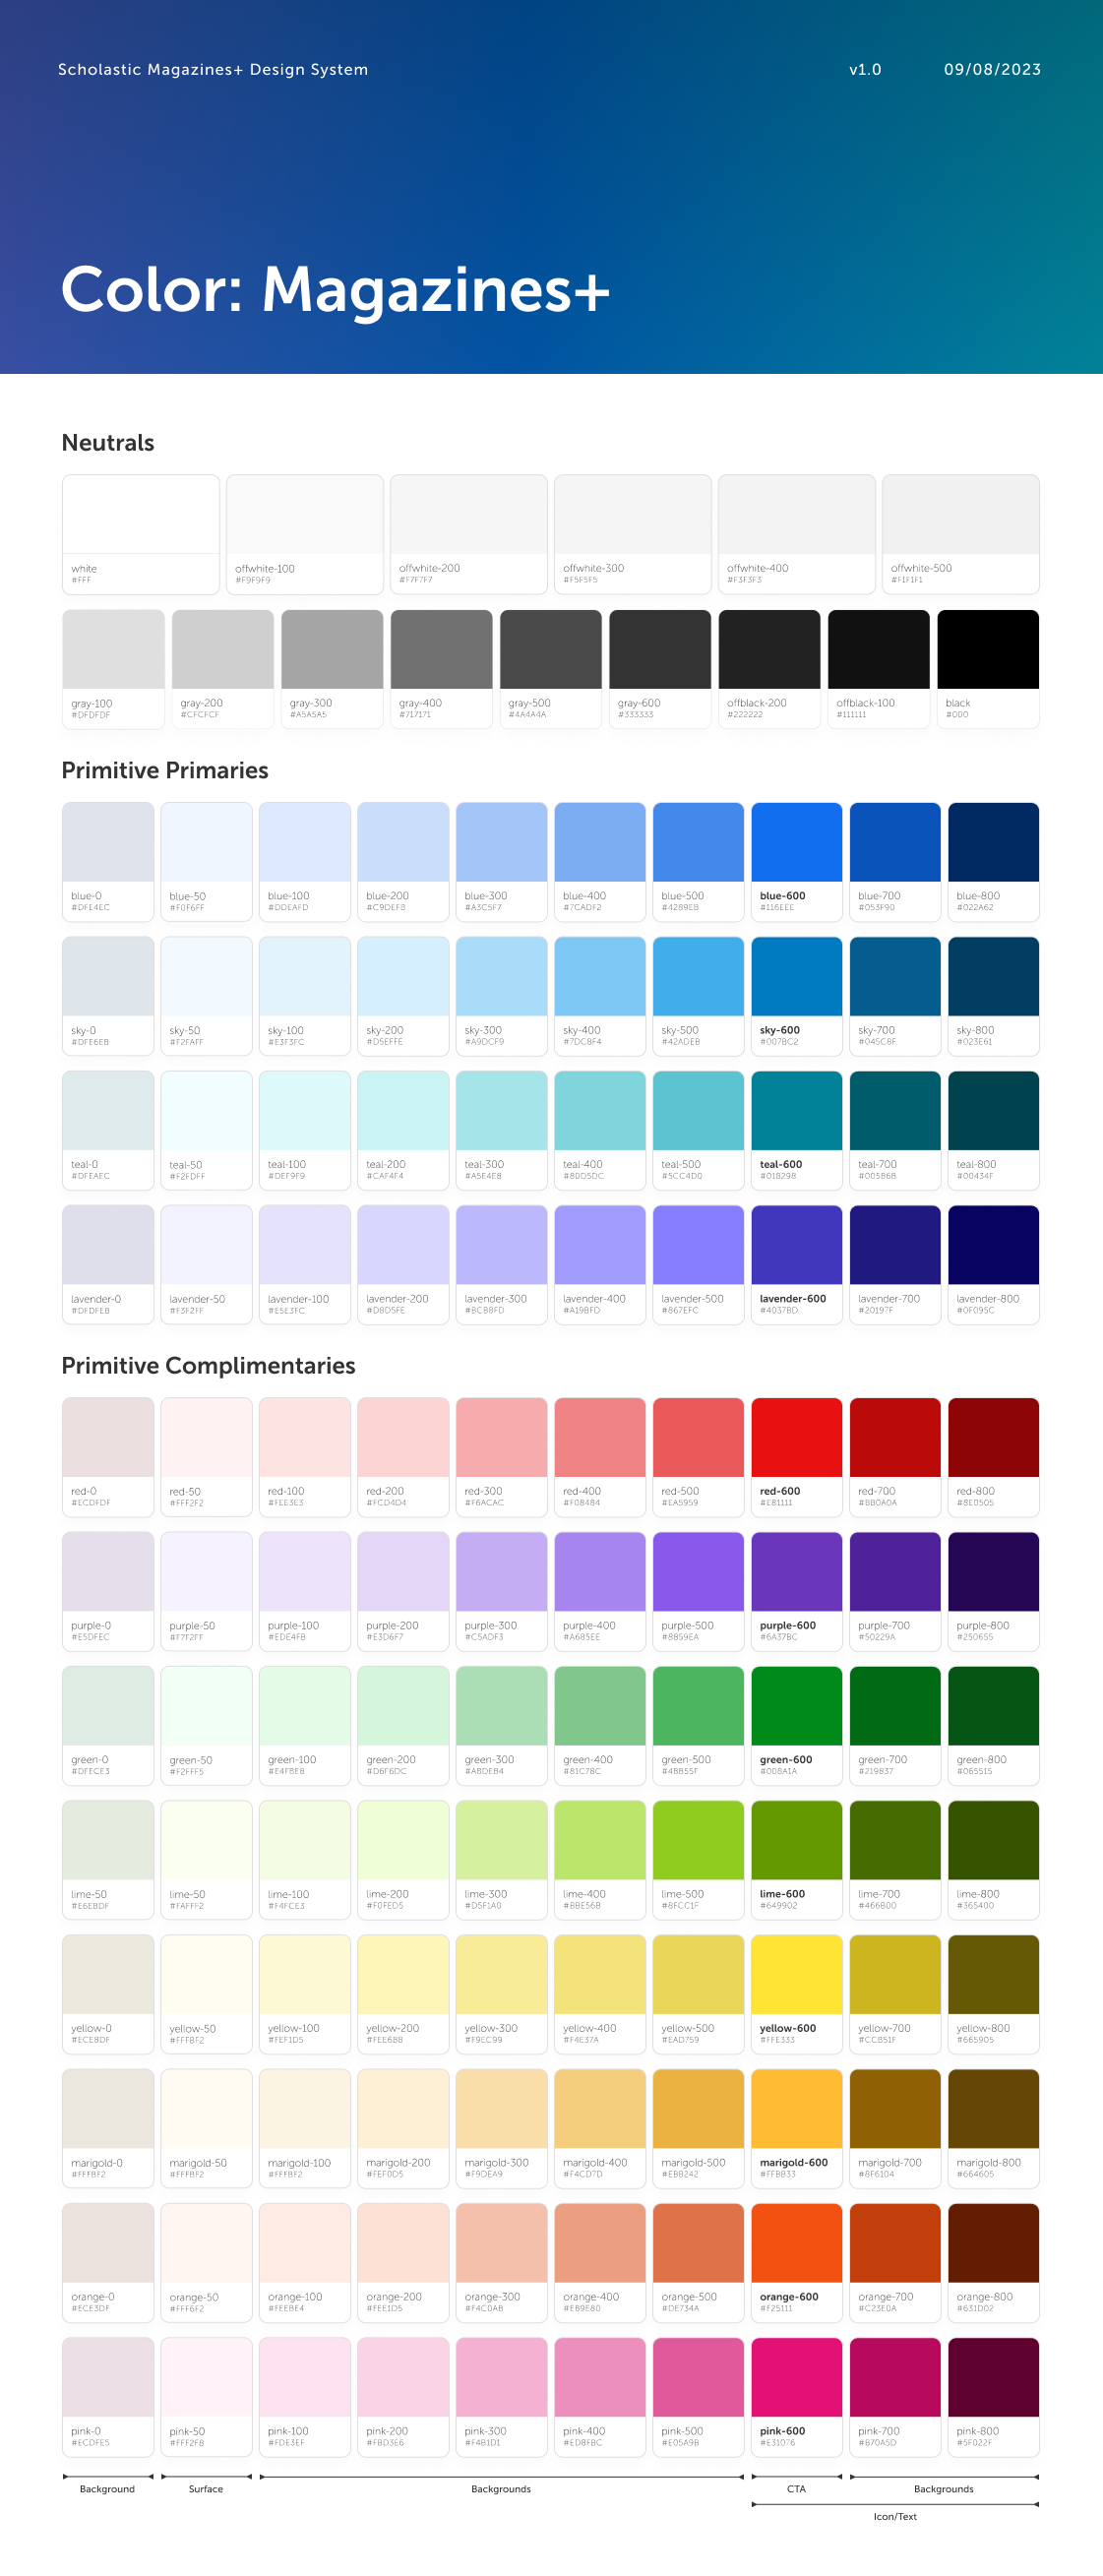 Scholastic Magazines+ Design System v1.0 09/08/2023
Color: Magazines+
Neutrals
white offwhite-100 offwhite-200 offwhite-300 offwhite-400 offwhite-500
#FFF #F9F9F9 #F7F7F7 #F5F5F5 #F3F3F3 #F1F1F1
gray-100 gray-200 gray-300 gray-400 gray-500 gray-600 offblack-200 offblack-100 black
#DFDFDF #CFCFCF #A5A5A5 #717171 #4A4A4A #333333 #222222 #111111 #000
Primitive Primaries
blue-0 blue-50 blue-100 blue-200 blue-300 blue-400 blue-500 blue-600 blue-700 blue-800
#DFE4EC #F0F6FF #DDEAFD #C9DEFB #A3C5F7 #7CADF2 #4289EB #116EEE #053F90 #022A62
sky-0 sky-50 sky-100 sky-200 sky-300 sky-400 sky-500 sky-600 sky-700 sky-800
#DFE6EB #F2FAFF #E3F3FC #D5EFFE #A9DCF9 #7DC8F4 #42ADEB #007BC2 #045C8F #023E61
teal-0 teal-50 teal-100 teal-200 teal-300 teal-400 teal-500 teal-600 teal-700 teal-800
#DFEAEC #F2FDFF #DEF9F9 #CAF4F4 #A5E4E8 #80D5DC #5CC4D0 #018298 #005B6B #00434F
lavender-0 lavender-50 lavender-100 lavender-200 lavender-300 lavender-400 lavender-500 lavender-600 lavender-700 lavender-800
#DFDFEB #F3F2FF #E5E3FC #D8D5FE #BCB8FD #A19BFD #867EFC #4037BD #20197F #0F095C
Primitive Complimentaries
red-0 red-50 red-100 red-200 red-300 red-400 red-500 red-600 red-700 red-800
#ECDFDF #FFF2F2 #FEE3E3 #FCD4D4 #F6ACAC #F08484 #EA5959 #E81111 #BB0A0A #8E0505
purple-0 purple-50 purple-100 purple-200 purple-300 purple-400 purple-500 purple-600 purple-700 purple-800
#E5DFEC #F7F2FF #EDE4FB #E3D6F7 #C5ADF3 #A685EE #8859EA #6A37BC #50229A #250655
green-0 green-50 green-100 green-200 green-300 green-400 green-500 green-600 green-700 green-800
#DFECE3 #F2FFF5 #E4FBE8 #D6F6DC #ABDEB4 #81C78C #4BB55F #008A1A #219837 #065515
lime-50 lime-50 lime-100 lime-200 lime-300 lime-400 lime-500 lime-600 lime-700 lime-800
#E6EBDF #FAFFF2 #F4FCE3 #F0FED5 #D5F1A0 #BBE56B #8FCC1F #649902 #466B00 #365400
yellow-0 yellow-50 yellow-100 yellow-200 yellow-300 yellow-400 yellow-500 yellow-600 yellow-700 yellow-800
#ECE8DF #FFFBF2 #FEF1D5 #FEE6B8 #F9EC99 #F4E37A #EAD759 #FFE333 #CCB51F #665905
marigold-0 marigold-50 marigold-100 marigold-200 marigold-300 marigold-400 marigold-500 marigold-600 marigold-700 marigold-800
#FFFBF2 #FFFBF2 #FFFBF2 #FEF0D5 #F9DEA9 #F4CD7D #EBB242 #FFBB33 #8F6104 #664605
orange-0 orange-50 orange-100 orange-200 orange-300 orange-400 orange-500 orange-600 orange-700 orange-800
#ECE3DF #FFF6F2 #FEEBE4 #FEE1D5 #F4C0AB #EB9E80 #DE734A #F25111 #C23E0A #631D02
pink-0 pink-50 pink-100 pink-200 pink-300 pink-400 pink-500 pink-600 pink-700 pink-800
#ECDFE5 #FFF2F8 #FDE3EF #FBD3E6 #F4B1D1 #ED8FBC #E05A9B #E31076 #B70A5D #5F022F
Background Surface Backgrounds CTA Backgrounds
Icon/Text